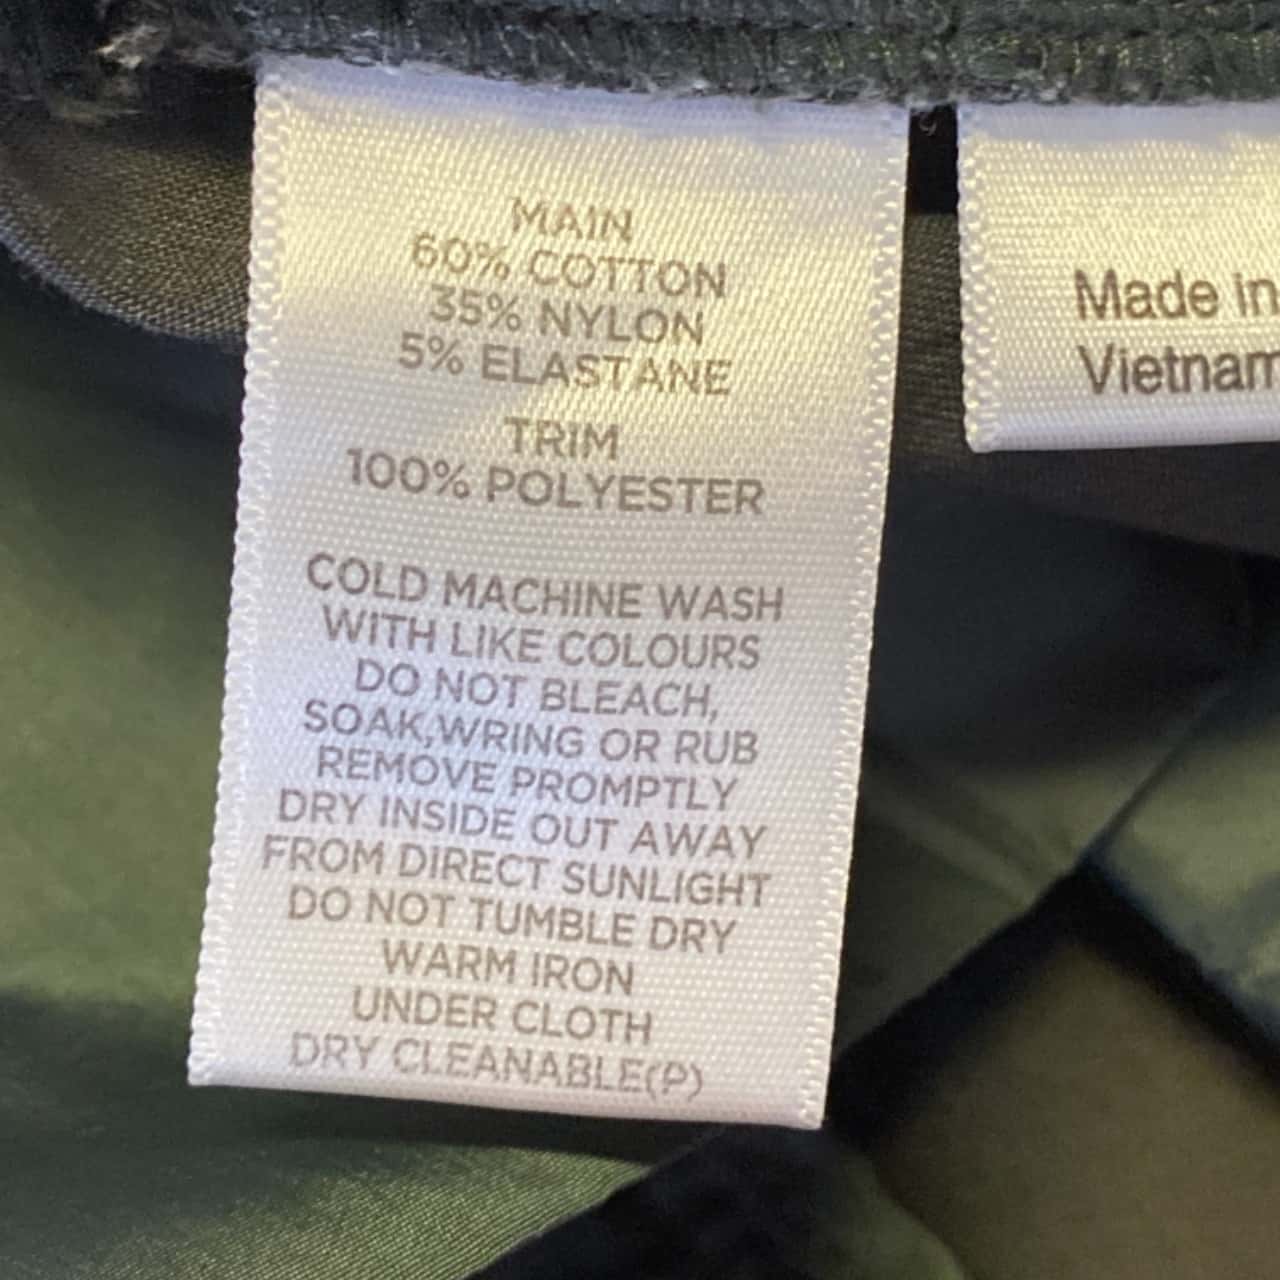 MAIN
60% COTTON
35% NYLON
5% ELASTANE
TRIM
100% POLYESTER
COLD MACHINE WASH
WITH LIKE COLOURS
DO NOT BLEACH,
SOAK,WRING OR RUB
REMOVE PROMPTLY
DRY INSIDE OUT AWAY
FROM DIRECT SUNLIGHT
DO NOT TUMBLE DRY
WARM IRON
UNDER CLOTH
DRY CLEANABLE(P)
Made in
Vietnam